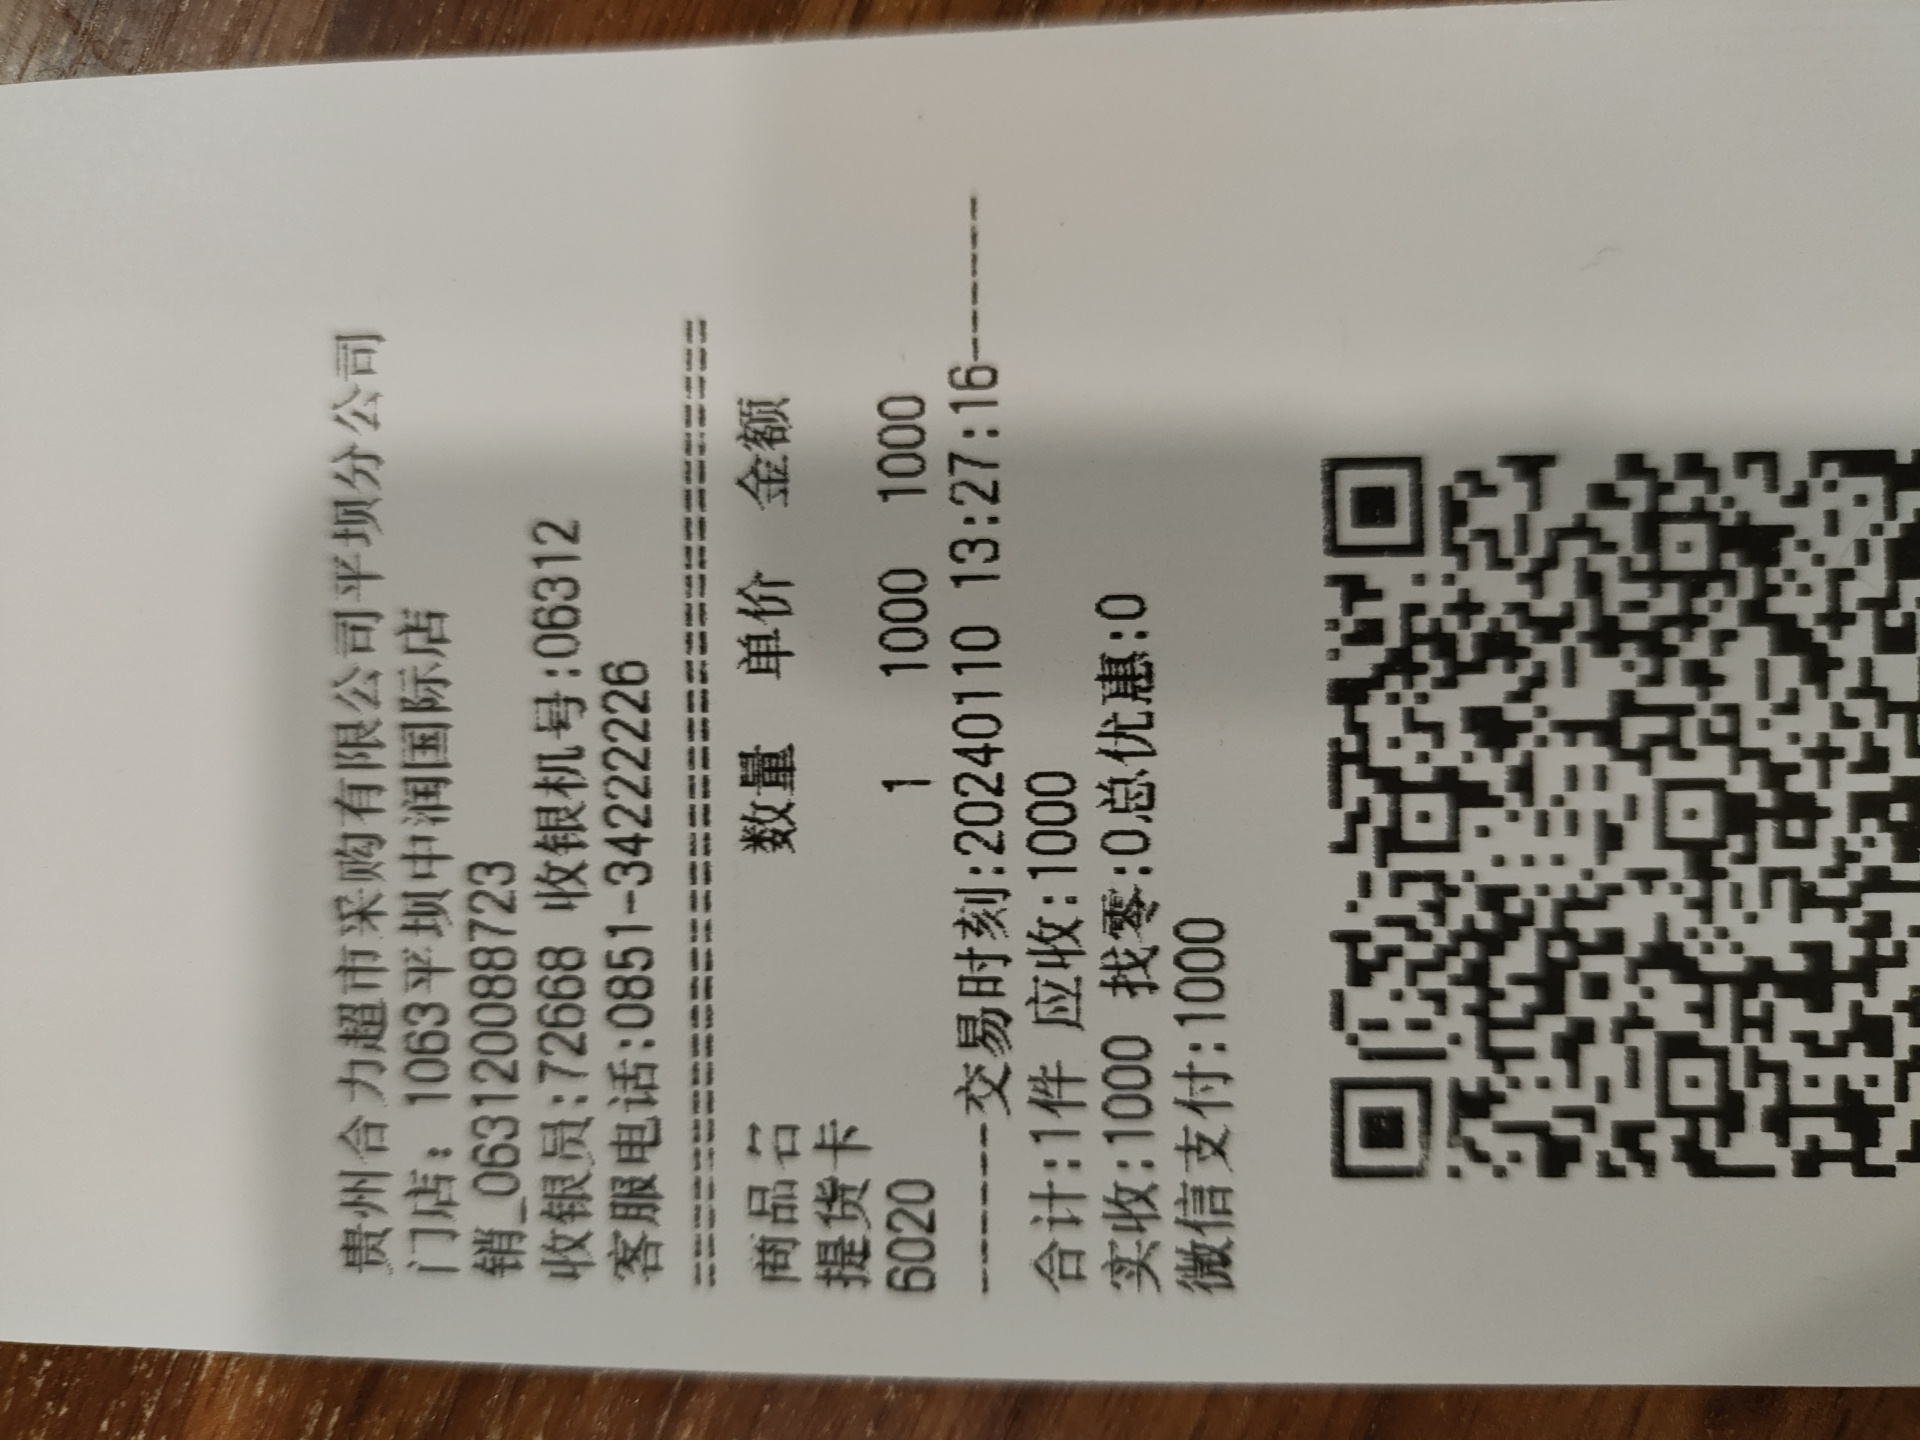 贵州合力超市采购有限公司平坝分公司
门店: 1063平坝中润国际店
销_063120088723
收银员:72668 收银机号:06312
客服电话:0851-34222226
========================================
商品名 数量 单价 金额
提货卡
6020 1 1000 1000
-------交易时刻:20240110 13:27:16-------
合计:1件 应收:1000
实收:1000 找零:0总优惠:0
微信支付:1000